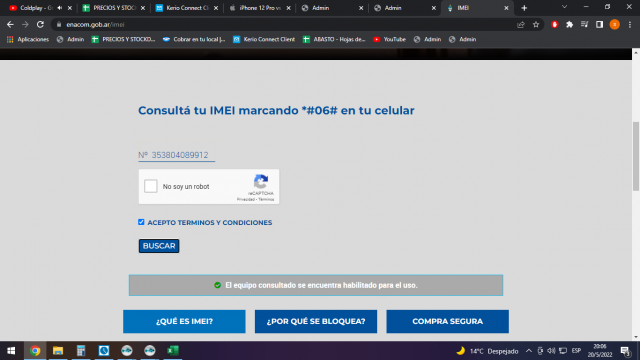 Coldplay - G
PRECIOS Y STOCK
Kerio Connect Client
iPhone 12 Pro v
Admin
Admin
IMEI
enacom.gob.ar/imei
Aplicaciones
Admin
PRECIOS Y STOCKD...
Cobrar en tu local |...
Kerio Connect Client
ABASTO - Hojas de...
YouTube
Admin
Admin
Consultá tu IMEI marcando *#06# en tu celular
Nº 353804089912
No soy un robot
reCAPTCHA
Privacidad - Términos
ACEPTO TERMINOS Y CONDICIONES
BUSCAR
El equipo consultado se encuentra habilitado para el uso.
¿QUÉ ES IMEI?
¿POR QUÉ SE BLOQUEA?
COMPRA SEGURA
14°C Despejado
ESP
20:06
20/5/2022